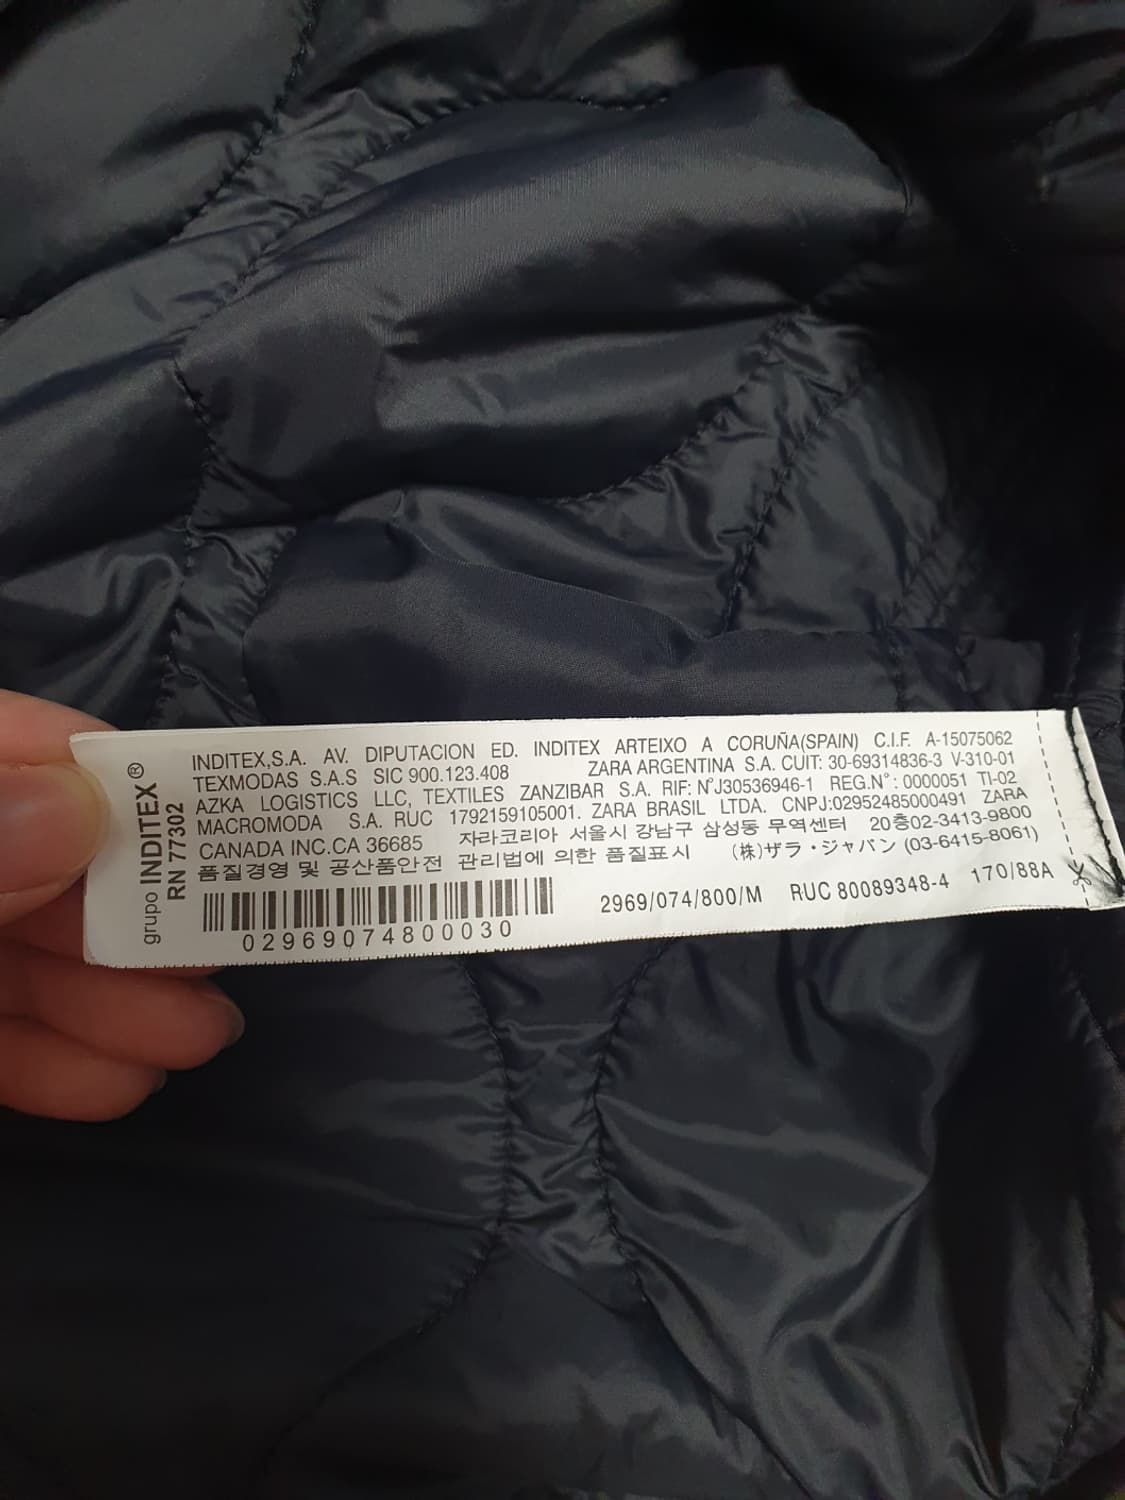 grupo INDITEX®
RN 77302
INDITEX,S.A. AV. DIPUTACION ED. INDITEX ARTEIXO A CORUÑA(SPAIN) C.I.F. A-15075062
TEXMODAS S.A.S SIC 900.123.408 ZARA ARGENTINA S.A. CUIT: 30-69314836-3 V-310-01
AZKA LOGISTICS LLC, TEXTILES ZANZIBAR S.A. RIF: N°J30536946-1 REG.N°: 0000051 TI-02
MACROMODA S.A. RUC 1792159105001. ZARA BRASIL LTDA. CNPJ:02952485000491 ZARA
CANADA INC.CA 36685 자라코리아 서울시 강남구 삼성동 무역센터 20층02-3413-9800
품질경영 및 공산품안전 관리법에 의한 품질표시 (株)ザラ・ジャパン (03-6415-8061)
2969/074/800/M RUC 80089348-4 170/88A
02969074800030